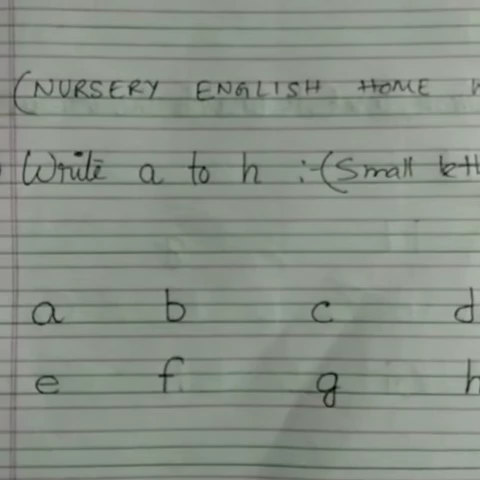 (NURSERY ENGLISH HOME
Write a to h :-(Small
a b c d
e f g h